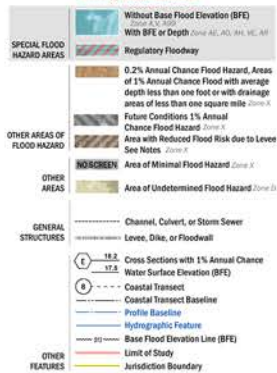 Without Base Flood Elevation (BFE)
Zone A,V, A99
With BFE or Depth Zone AE, AO, AH, VE, AR
SPECIAL FLOOD
HAZARD AREAS
Regulatory Floodway
0.2% Annual Chance Flood Hazard, Areas
of 1% Annual Chance Flood with average
depth less than one foot or with drainage
areas of less than one square mile Zone X
Future Conditions 1% Annual
Chance Flood Hazard Zone X
OTHER AREAS OF
FLOOD HAZARD
Area with Reduced Flood Risk due to Levee
See Notes Zone X
NO SCREEN Area of Minimal Flood Hazard Zone X
OTHER
AREAS
Area of Undetermined Flood Hazard Zone D
GENERAL
STRUCTURES
Channel, Culvert, or Storm Sewer
Levee, Dike, or Floodwall
E 18.2 Cross Sections with 1% Annual Chance
17.5 Water Surface Elevation (BFE)
8 Coastal Transect
Coastal Transect Baseline
Profile Baseline
Hydrographic Feature
Base Flood Elevation Line (BFE)
OTHER
FEATURES
Limit of Study
Jurisdiction Boundary